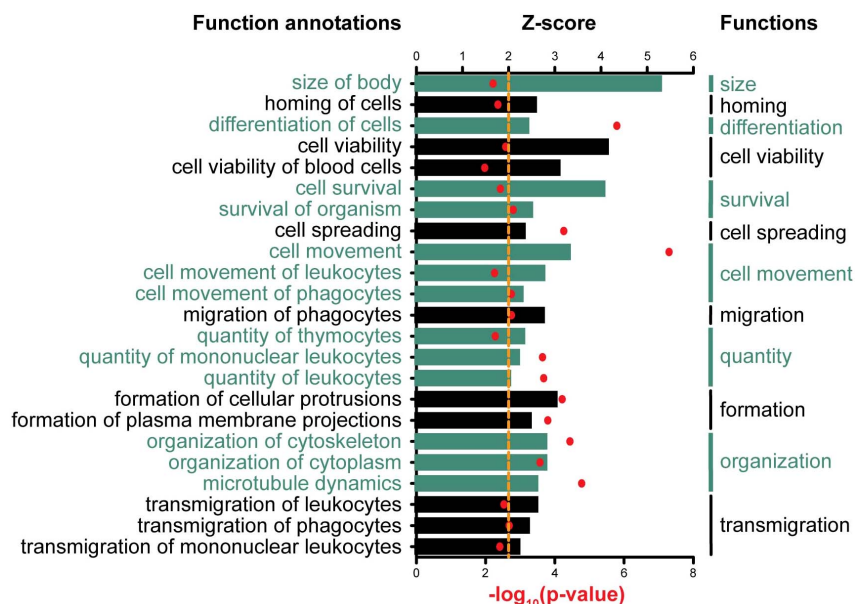 Function annotations Z-score Functions
0 1 2 3 4 5 6
size of body size
homing of cells homing
differentiation of cells differentiation
cell viability
cell viability of blood cells cell viability
cell survival
survival of organism survival
cell spreading cell spreading
cell movement
cell movement of leukocytes cell movement
cell movement of phagocytes
migration of phagocytes migration
quantity of thymocytes
quantity of mononuclear leukocytes quantity
quantity of leukocytes
formation of cellular protrusions
formation of plasma membrane projections formation
organization of cytoskeleton
organization of cytoplasm organization
microtubule dynamics
transmigration of leukocytes
transmigration of phagocytes transmigration
transmigration of mononuclear leukocytes
0 2 4 6 8
-log10(p-value)